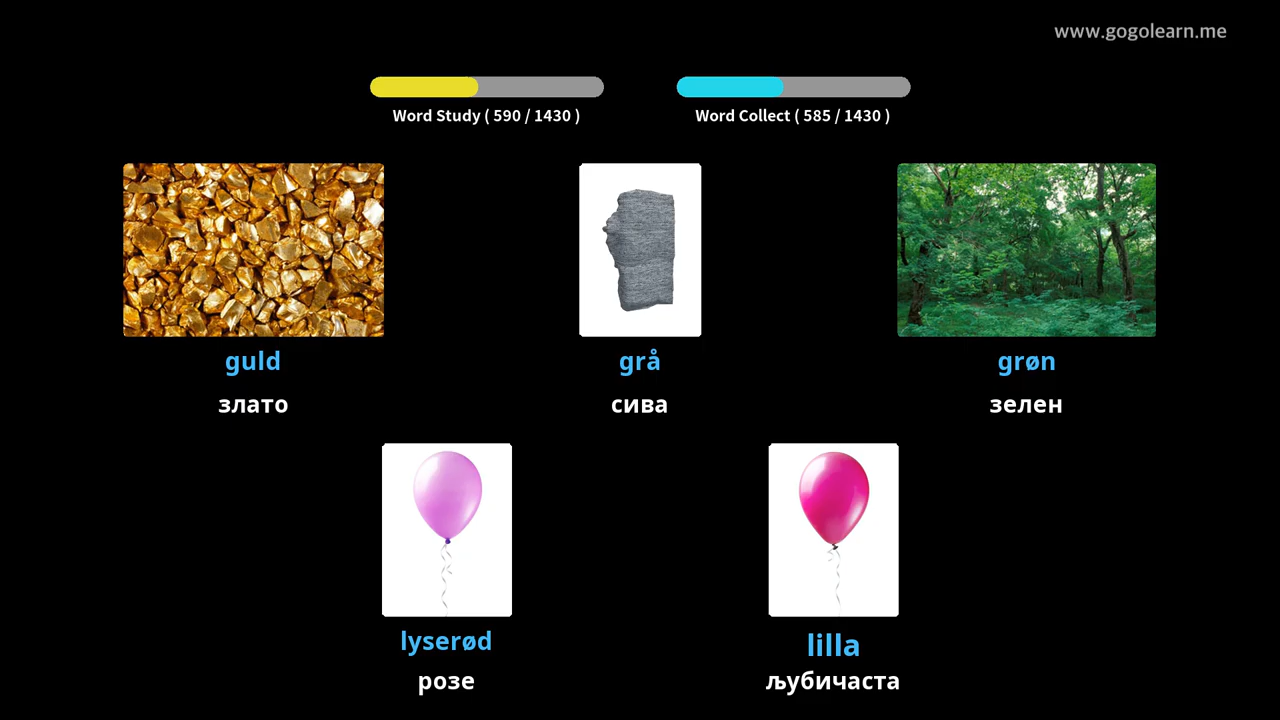 www.gogolearn.me
Word Study ( 590 / 1430 )
Word Collect ( 585 / 1430 )
guld
grå
grøn
злато
сива
зелен
lyserød
lilla
розе
љубичаста